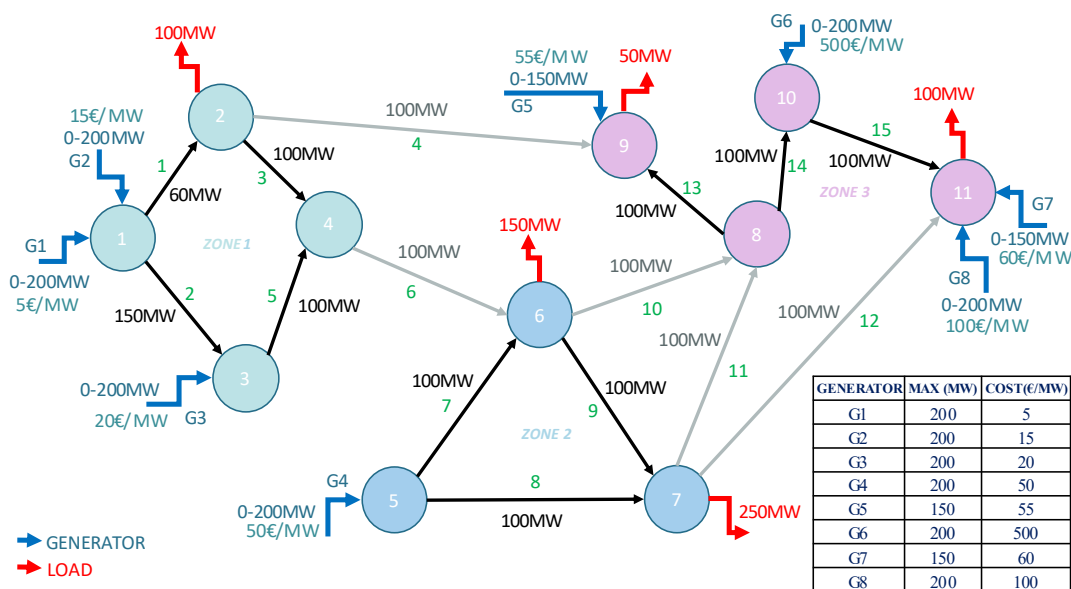 100MW
2
15€/MW
0-200MW
G2
1
60MW
3
100MW
100MW
4
G1
1
0-200MW
5€/MW
ZONE 1
4
2
150MW
5
100MW
3
0-200MW
20€/MW
G3
100MW
6
55€/MW
0-150MW
G5
50MW
9
G6
0-200MW
500€/MW
10
15
100MW
100MW
14
100MW
11
ZONE 3
13
100MW
8
G7
0-150MW
60€/MW
G8
0-200MW
100€/MW
150MW
6
100MW
10
100MW
11
100MW
12
100MW
7
100MW
9
ZONE 2
G4
0-200MW
50€/MW
5
8
100MW
7
250MW
GENERATOR
LOAD
GENERATOR MAX (MW) COST(€/MW)
G1 200 5
G2 200 15
G3 200 20
G4 200 50
G5 150 55
G6 200 500
G7 150 60
G8 200 100